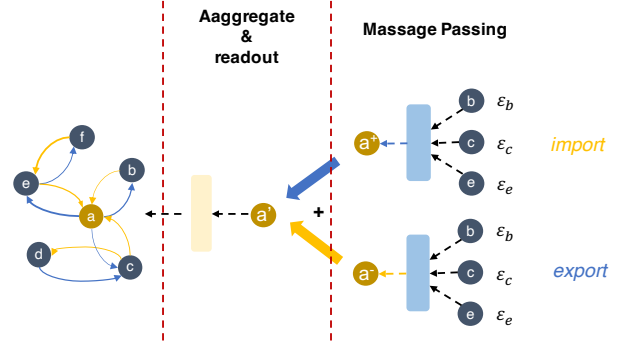 Aaggregate
&
readout
Massage Passing
f
e
b
a
d
c
a'
+
a+
b
c
e
εb
εc
εe
import
a-
b
c
e
εb
εc
εe
export